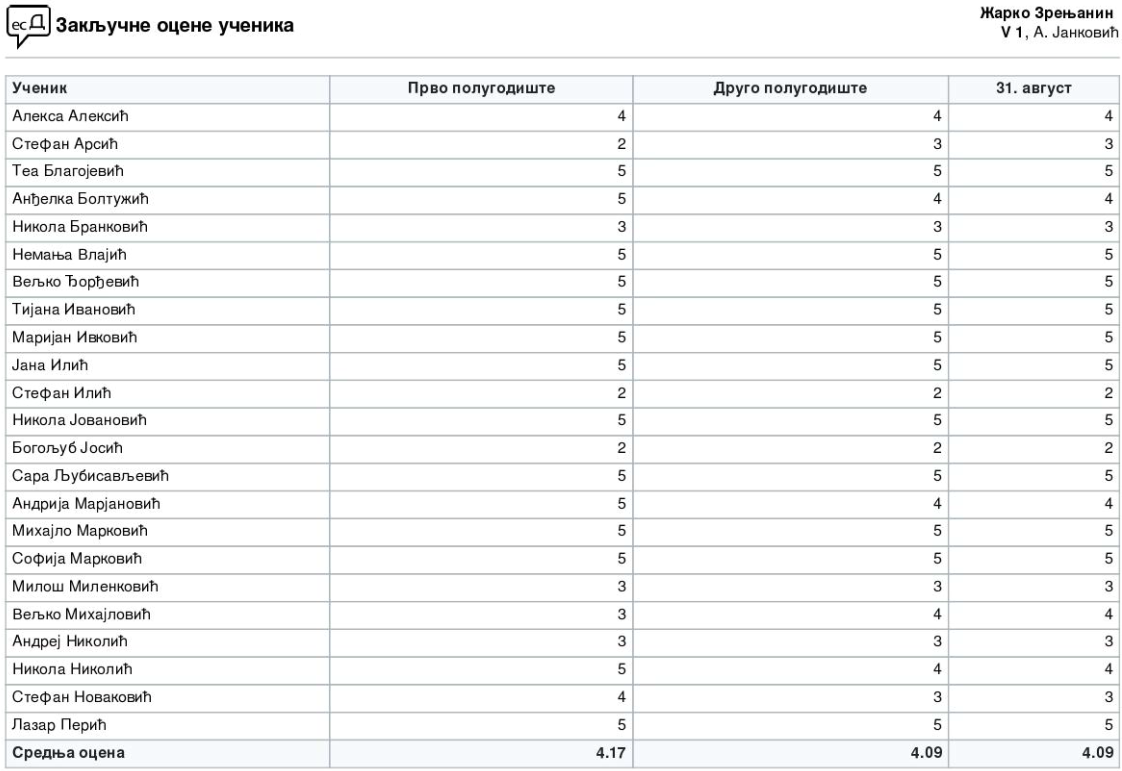 есД Закључне оцене ученика
Жарко Зрењанин
V 1, А. Јанковић
Ученик Прво полугодиште Друго полугодиште 31. август
Алекса Алексић 4 4 4
Стефан Арсић 2 3 3
Теа Благојевић 5 5 5
Анђелка Болтужић 5 4 4
Никола Бранковић 3 3 3
Немања Влајић 5 5 5
Вељко Ђорђевић 5 5 5
Тијана Ивановић 5 5 5
Маријан Ивковић 5 5 5
Јана Илић 5 5 5
Стефан Илић 2 2 2
Никола Јовановић 5 5 5
Богољуб Јосић 2 2 2
Сара Љубисављевић 5 5 5
Андрија Марјановић 5 4 4
Михајло Марковић 5 5 5
Софија Марковић 5 5 5
Милош Миленковић 3 3 3
Вељко Михајловић 3 4 4
Андреј Николић 3 3 3
Никола Николић 5 4 4
Стефан Новаковић 4 3 3
Лазар Перић 5 5 5
Средња оцена 4.17 4.09 4.09